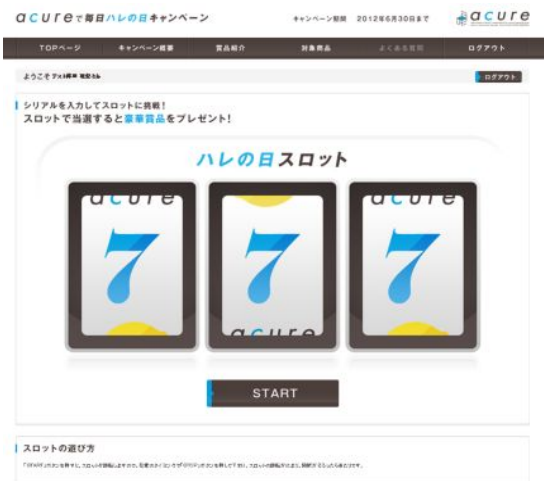 acureで毎日ハレの日キャンペーン
キャンペーン期間 2012年6月30日まで
acure
TOPページ キャンペーン概要 賞品紹介 対象商品 よくある質問 ログアウト
ようこそ
ログアウト
シリアルを入力してスロットに挑戦!
スロットで当選すると豪華賞品をプレゼント!
ハレの日スロット
acure acure
7 7 7
acure
START
スロットの遊び方